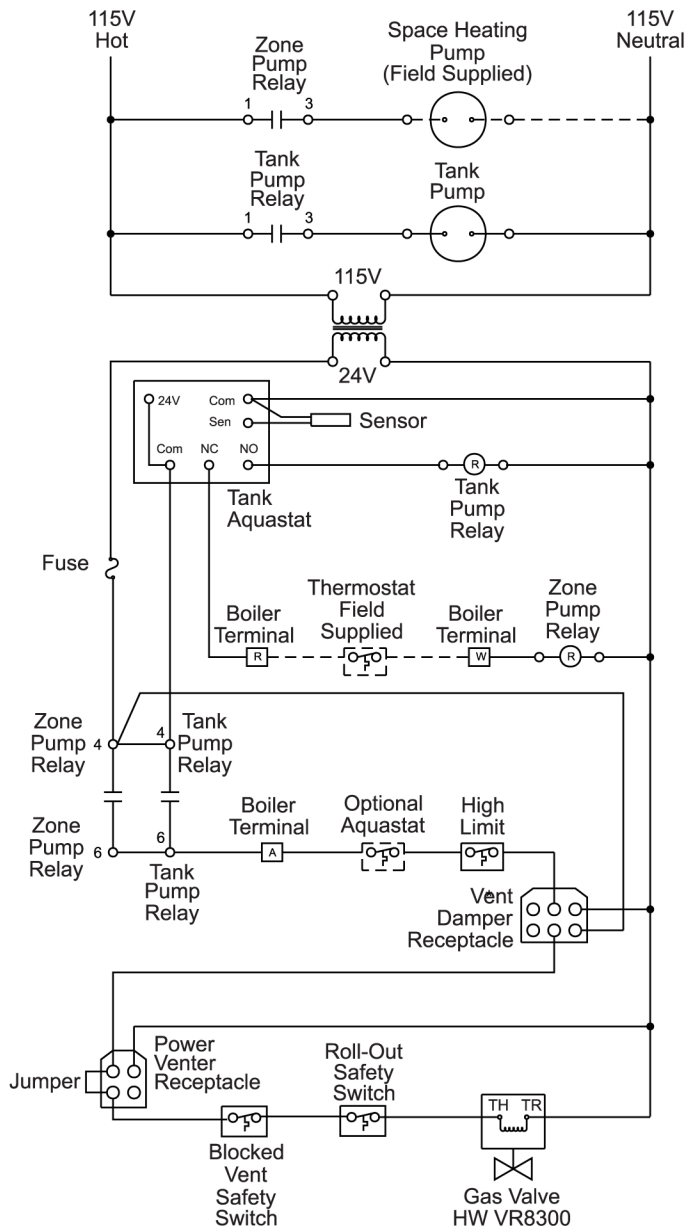 115V
Hot
115V
Neutral
Zone
Pump
Relay
Space Heating
Pump
(Field Supplied)
1
3
Tank
Pump
Relay
Tank
Pump
1
3
115V
24V
24V
Com
Sen
Sensor
Com
NC
NO
R
Tank
Aquastat
Tank
Pump
Relay
Fuse
Boiler
Terminal
Thermostat
Field
Supplied
Boiler
Terminal
Zone
Pump
Relay
R
W
R
Zone
Pump
Relay
4
4
Tank
Pump
Relay
Zone
Pump
Relay
6
6
Tank
Pump
Relay
Boiler
Terminal
A
Optional
Aquastat
High
Limit
*
Vent
Damper
Receptacle
Jumper
Power
Venter
Receptacle
Roll-Out
Safety
Switch
TH
TR
Blocked
Vent
Safety
Switch
Gas Valve
HW VR8300